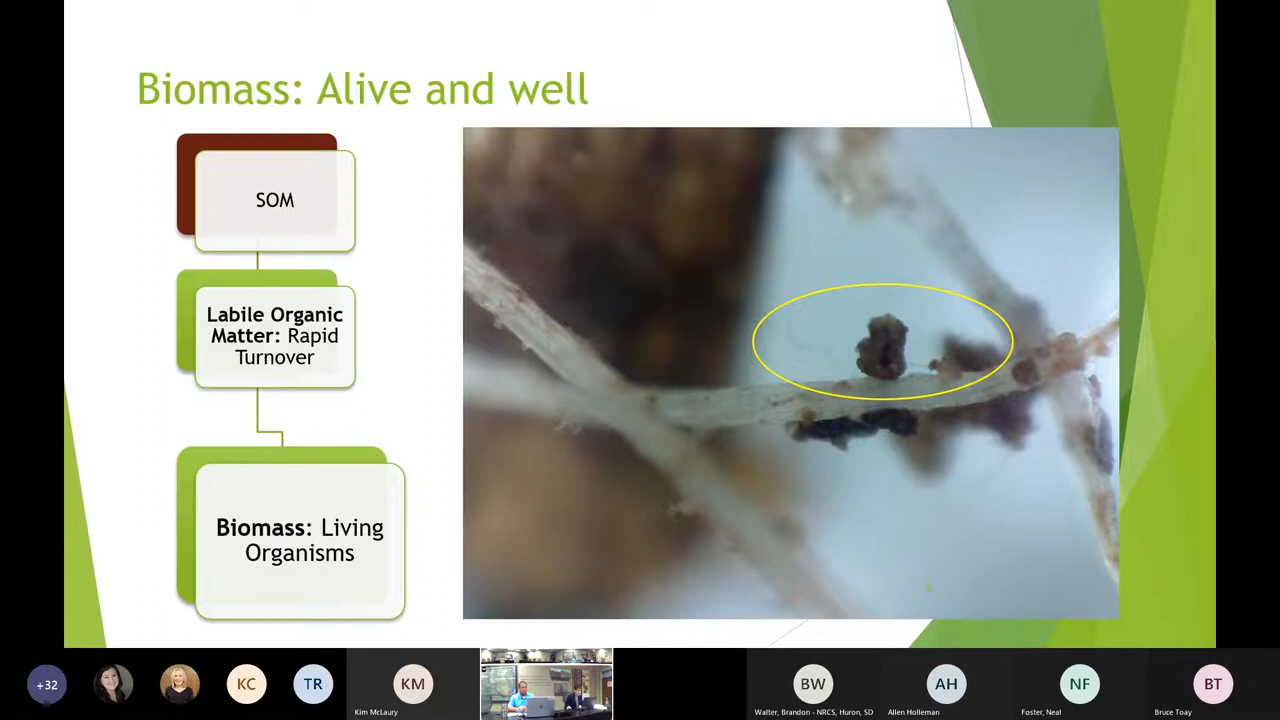 Biomass: Alive and well
SOM
Labile Organic
Matter: Rapid
Turnover
Biomass: Living
Organisms
+32
KC
TR
KM
Kim McLaury
BW
Walter, Brandon - NRCS, Huron, SD
AH
Allen Holleman
NF
Foster, Neal
BT
Bruce Toay